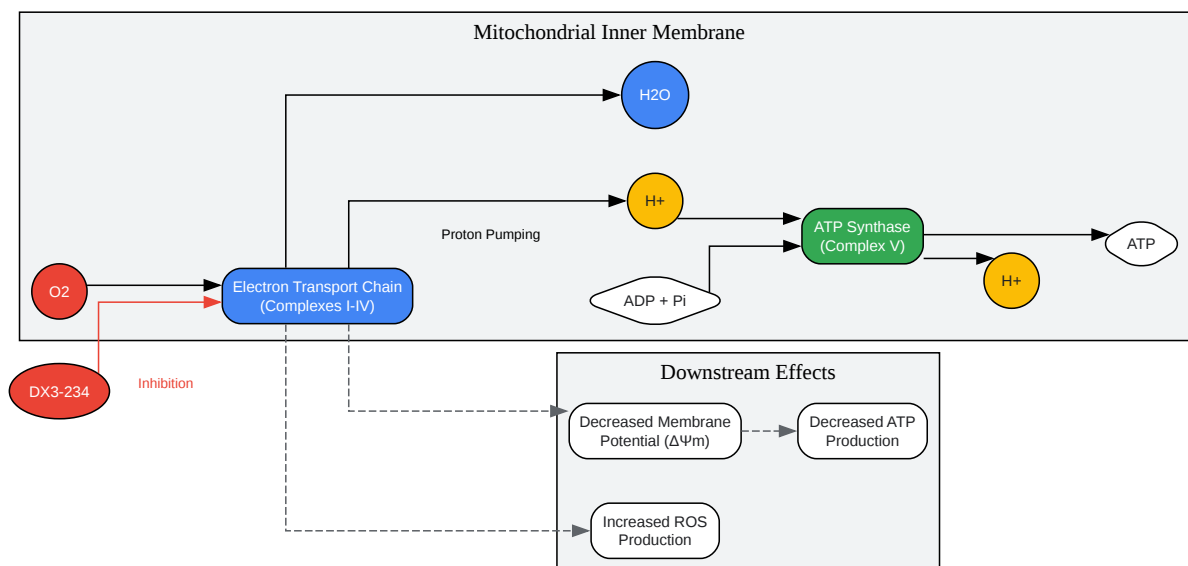 Mitochondrial Inner Membrane
H2O
H+
Proton Pumping
ATP Synthase
(Complex V)
ATP
O2
Electron Transport Chain
(Complexes I-IV)
ADP + Pi
H+
DX3-234
Inhibition
Downstream Effects
Decreased Membrane
Potential (ΔΨm)
Decreased ATP
Production
Increased ROS
Production